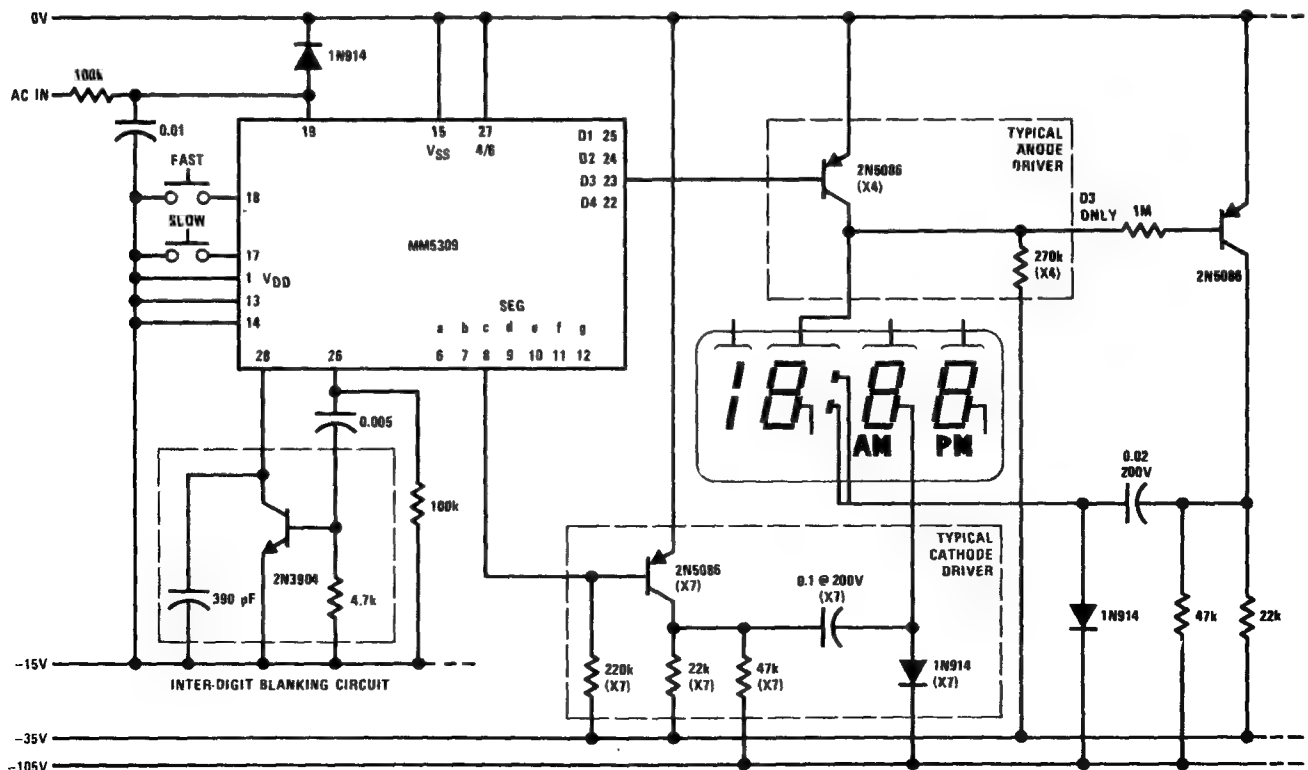 0V
1N914
100k
AC IN
0.01
FAST
SLOW
19
15
VSS
27
4/6
D1 25
D2 24
D3 23
D4 22
18
17
1 VDD
13
14
MM5309
SEG
a b c d e f g
6 7 8 9 10 11 12
28
26
TYPICAL
ANODE
DRIVER
2N5086
(X4)
D3
ONLY
1M
270k
(X4)
2N5086
18:88
AM PM
0.005
100k
2N3904
390 pF
4.7k
-15V
INTER-DIGIT BLANKING CIRCUIT
TYPICAL
CATHODE
DRIVER
2N5086
(X7)
0.1 @ 200V
(X7)
220k
(X7)
22k
(X7)
47k
(X7)
1N914
(X7)
0.02
200V
1N914
47k
22k
-35V
-105V